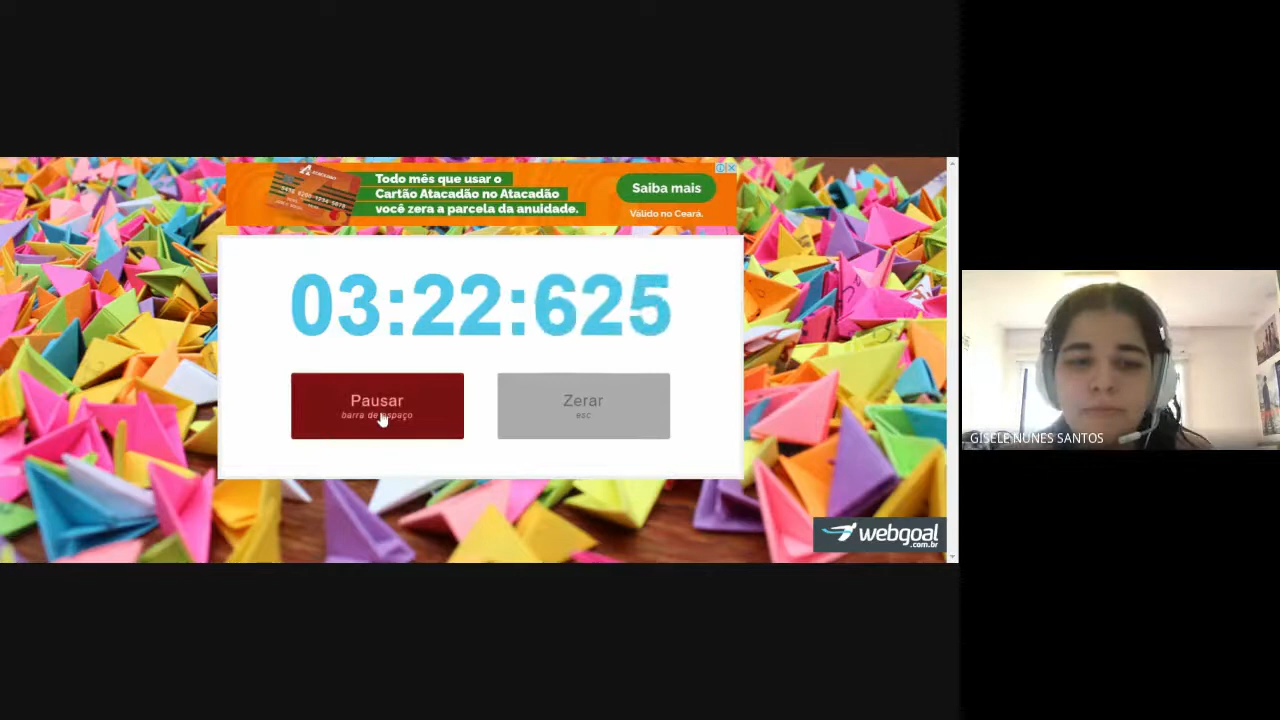 Todo mês que usar o
Cartão Atacadão no Atacadão
você zera a parcela da anuidade.
Saiba mais
Válido no Ceará.
03:22:625
Pausar
barra de espaço
Zerar
esc
webgoal
.com.br
GISELE NUNES SANTOS